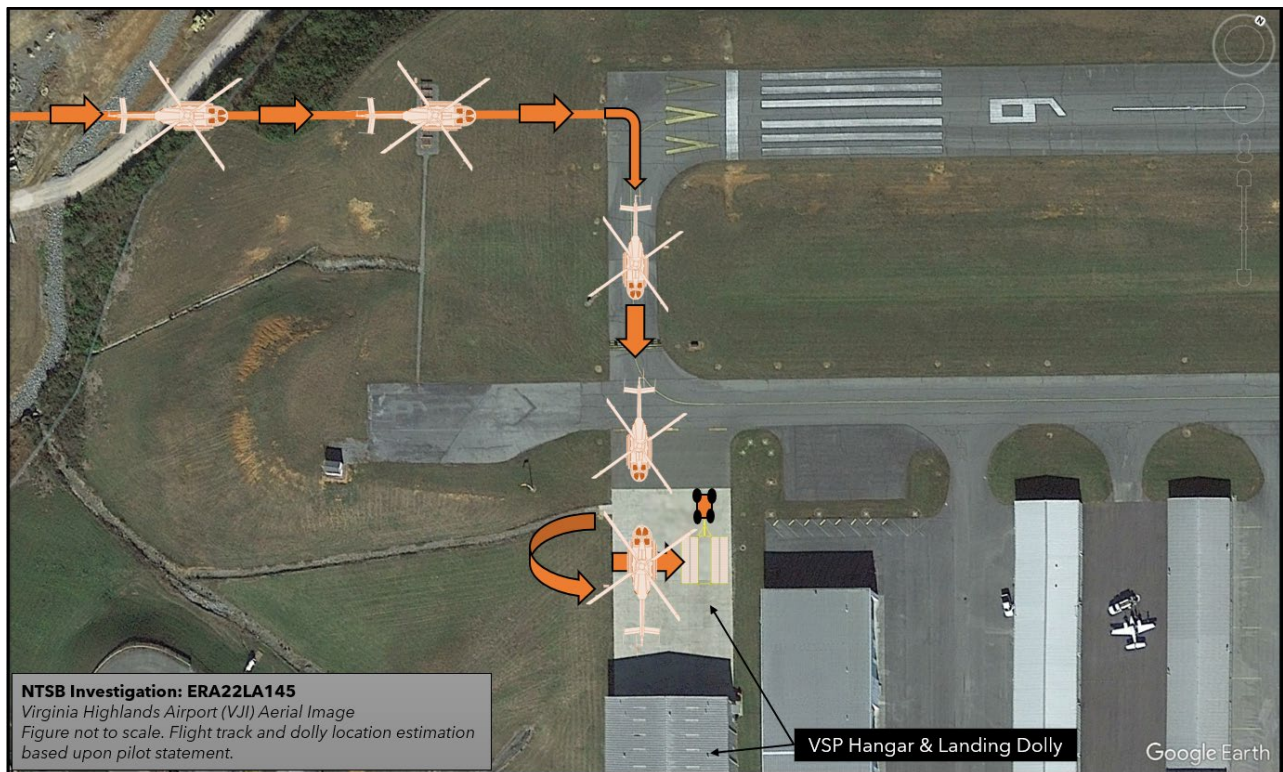 N
9
VSP Hangar & Landing Dolly
NTSB Investigation: ERA22LA145
Virginia Highlands Airport (VJI) Aerial Image
Figure not to scale. Flight track and dolly location estimation
based upon pilot statement.
Google Earth